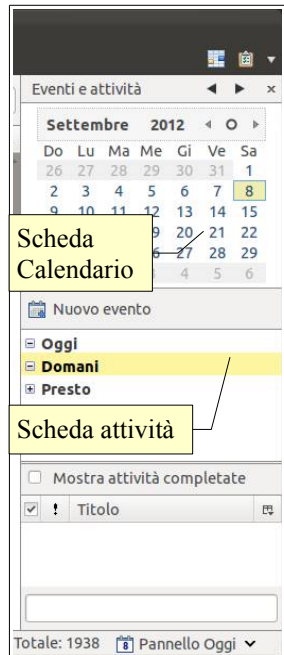 Eventi e attività
Settembre 2012
Do Lu Ma Me Gi Ve Sa
26 27 28 29 30 31 1
2 3 4 5 6 7 8
9 10 11 12 13 14 15
20 21 22
27 28 29
4 5 6
Scheda
Calendario
Nuovo evento
Oggi
Domani
Presto
Scheda attività
Mostra attività completate
! Titolo
Totale: 1938 8 Pannello Oggi